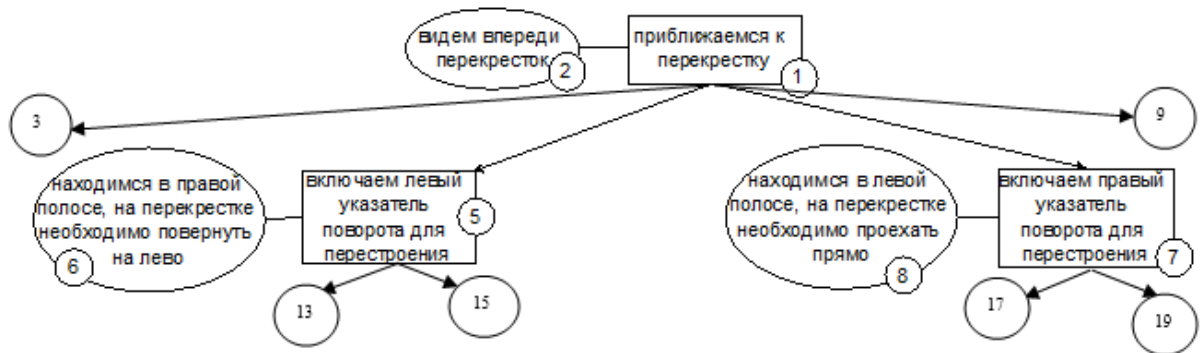 видем впереди
перекресток
2
приближаемся к
перекрестку
1
3
9
находимся в правой
полосе, на перекрестке
необходимо повернуть
на лево
6
включаем левый
указатель
поворота для
перестроения
5
находимся в левой
полосе, на перекрестке
необходимо проехать
прямо
8
включаем правый
указатель
поворота для
перестроения
7
13
15
17
19